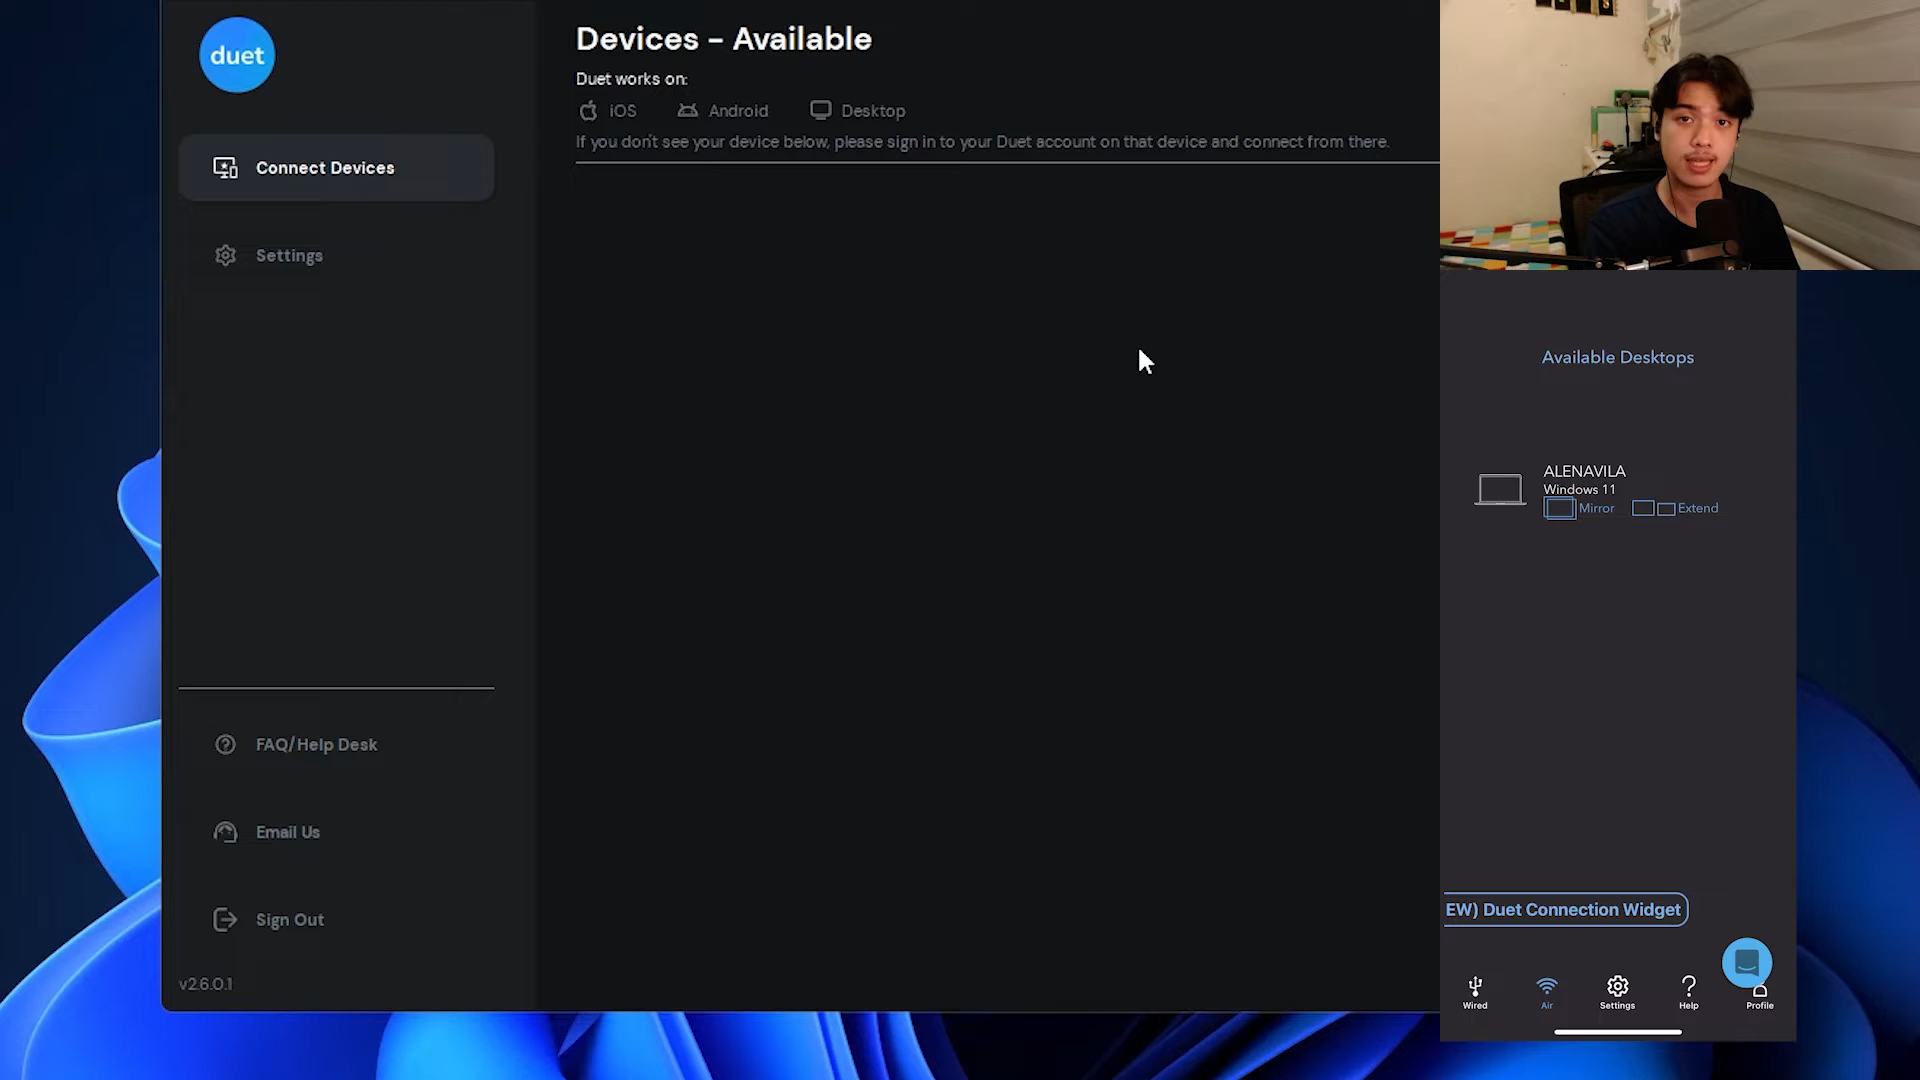 duet
Connect Devices
Settings
FAQ/Help Desk
Email Us
Sign Out
v2.6.0.1
Devices – Available
Duet works on:
iOS
Android
Desktop
If you don't see your device below, please sign in to your Duet account on that device and connect from there.
Available Desktops
ALENAVILA
Windows 11
Mirror
Extend
EW) Duet Connection Widget
Wired
Air
Settings
Help
Profile